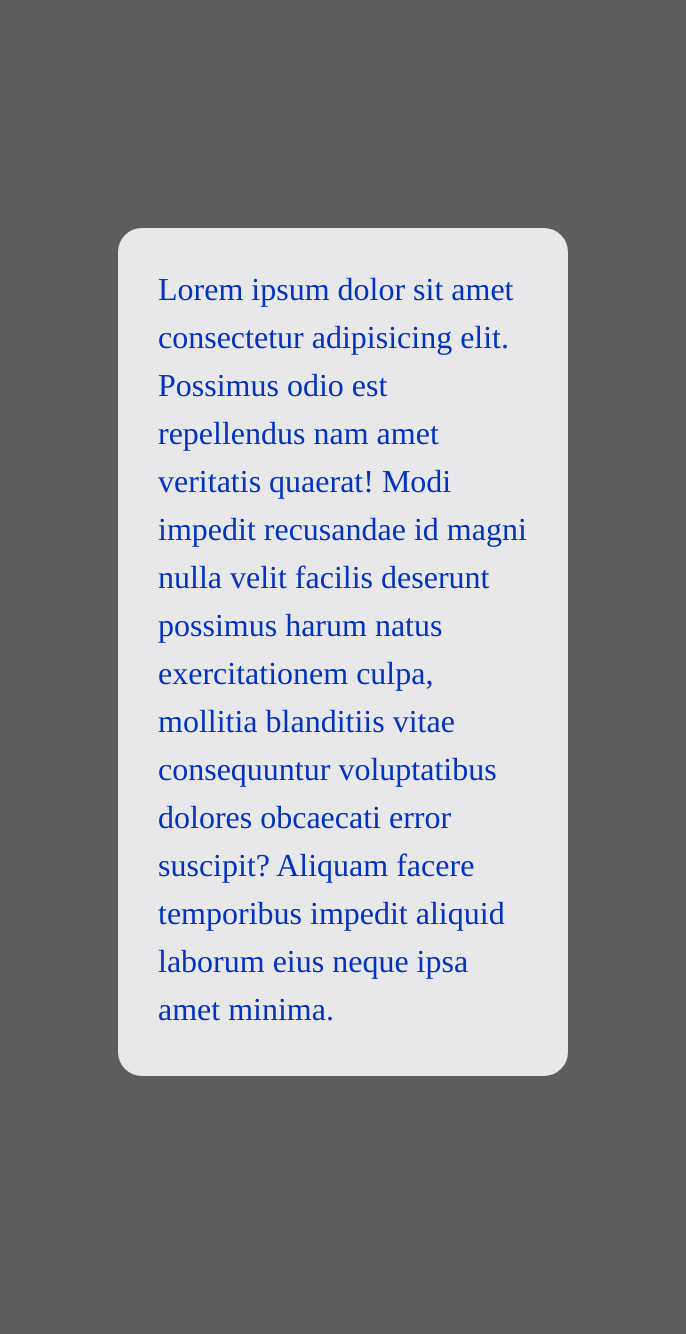 Lorem ipsum dolor sit amet
consectetur adipisicing elit.
Possimus odio est
repellendus nam amet
veritatis quaerat! Modi
impedit recusandae id magni
nulla velit facilis deserunt
possimus harum natus
exercitationem culpa,
mollitia blanditiis vitae
consequuntur voluptatibus
dolores obcaecati error
suscipit? Aliquam facere
temporibus impedit aliquid
laborum eius neque ipsa
amet minima.